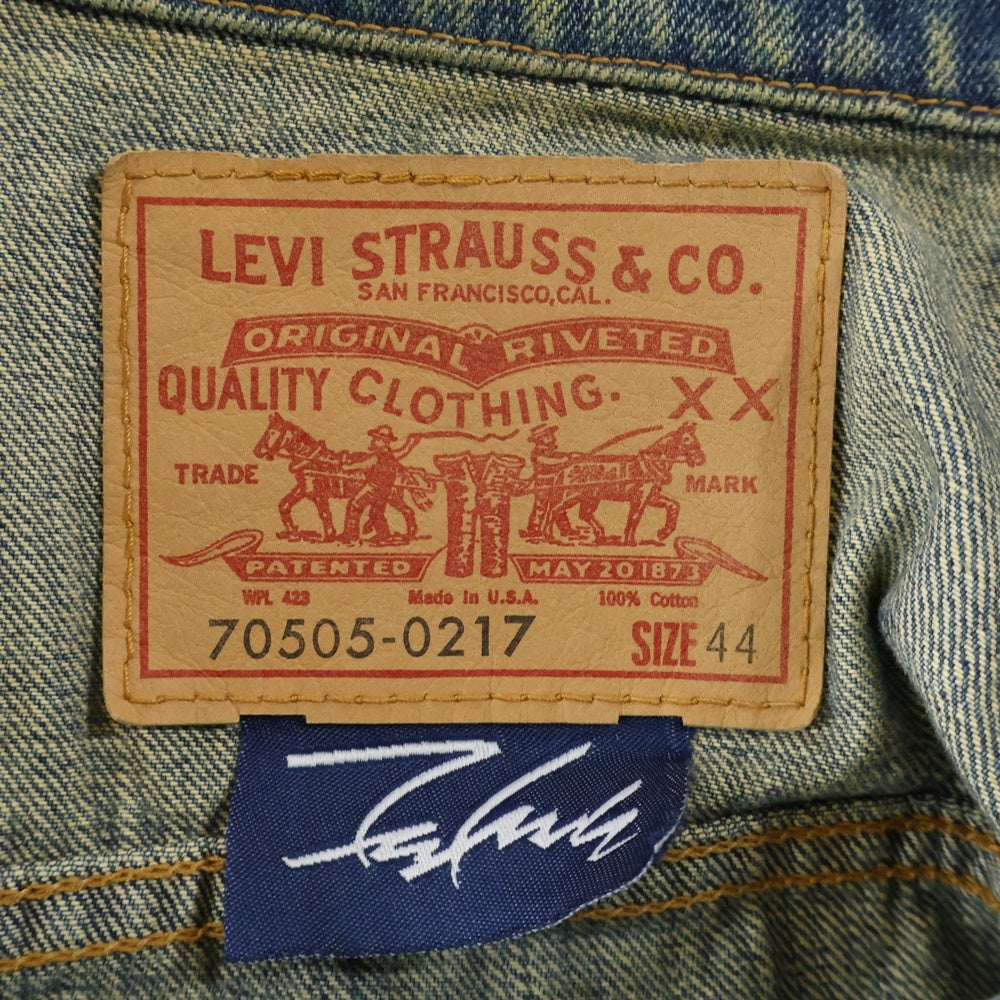 LEVI STRAUSS & CO.
SAN FRANCISCO, CAL.
ORIGINAL RIVETED
QUALITY CLOTHING. XX
TRADE MARK
PATENTED MAY 20 1873
WPL 423 Made in U.S.A. 100% Cotton
70505-0217 SIZE 44